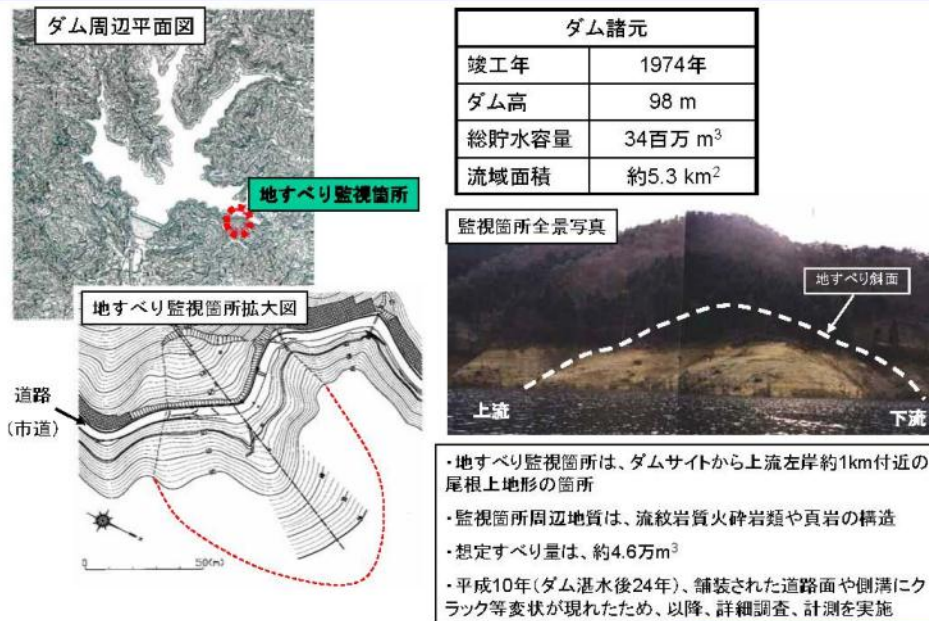 ダム周辺平面図
地すべり監視箇所
ダム諸元
竣工年 1974年
ダム高 98 m
総貯水容量 34百万 m³
流域面積 約5.3 km²
監視箇所全景写真
地すべり斜面
上流
下流
地すべり監視箇所拡大図
道路
(市道)
0 50(m)
・地すべり監視箇所は、ダムサイトから上流左岸約1km付近の
尾根上地形の箇所
・監視箇所周辺地質は、流紋岩質火砕岩類や頁岩の構造
・想定すべり量は、約4.6万m³
・平成10年(ダム湛水後24年)、舗装された道路面や側溝にク
ラック等変状が現れたため、以降、詳細調査、計測を実施